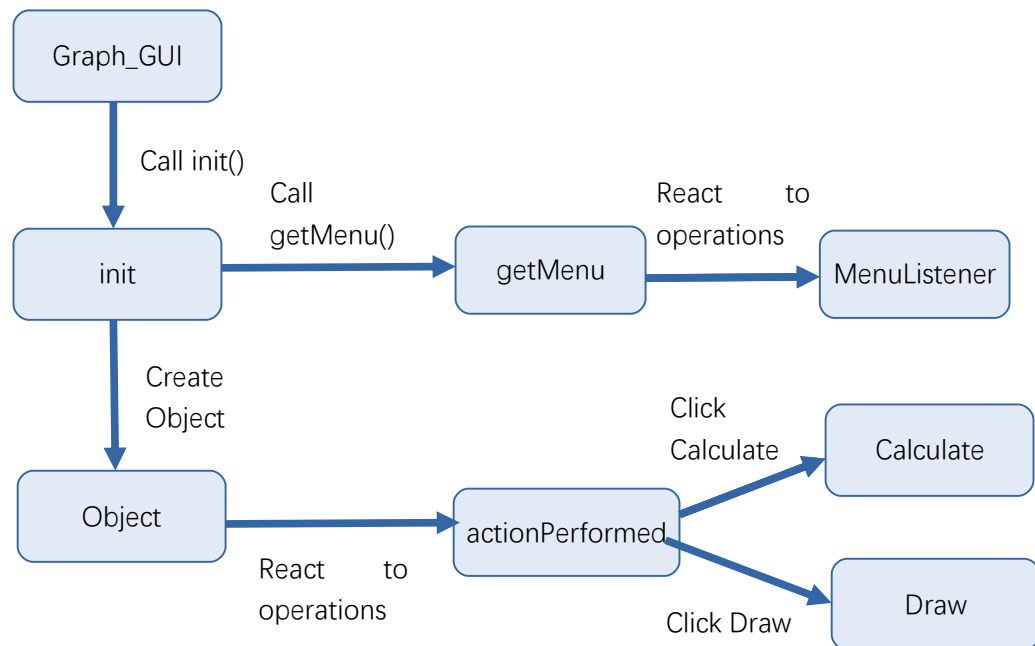 Graph_GUI
Call init()
Call
getMenu()
React to
operations
init
getMenu
MenuListener
Create
Object
Click
Calculate
Calculate
Object
actionPerformed
React to
operations
Click Draw
Draw